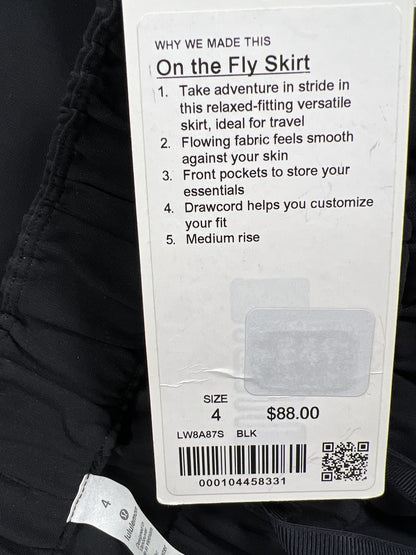 WHY WE MADE THIS
On the Fly Skirt
1. Take adventure in stride in
this relaxed-fitting versatile
skirt, ideal for travel
2. Flowing fabric feels smooth
against your skin
3. Front pockets to store your
essentials
4. Drawcord helps you customize
your fit
5. Medium rise
SIZE
4 $88.00
LW8A87S BLK
000104458331
4
lululemon